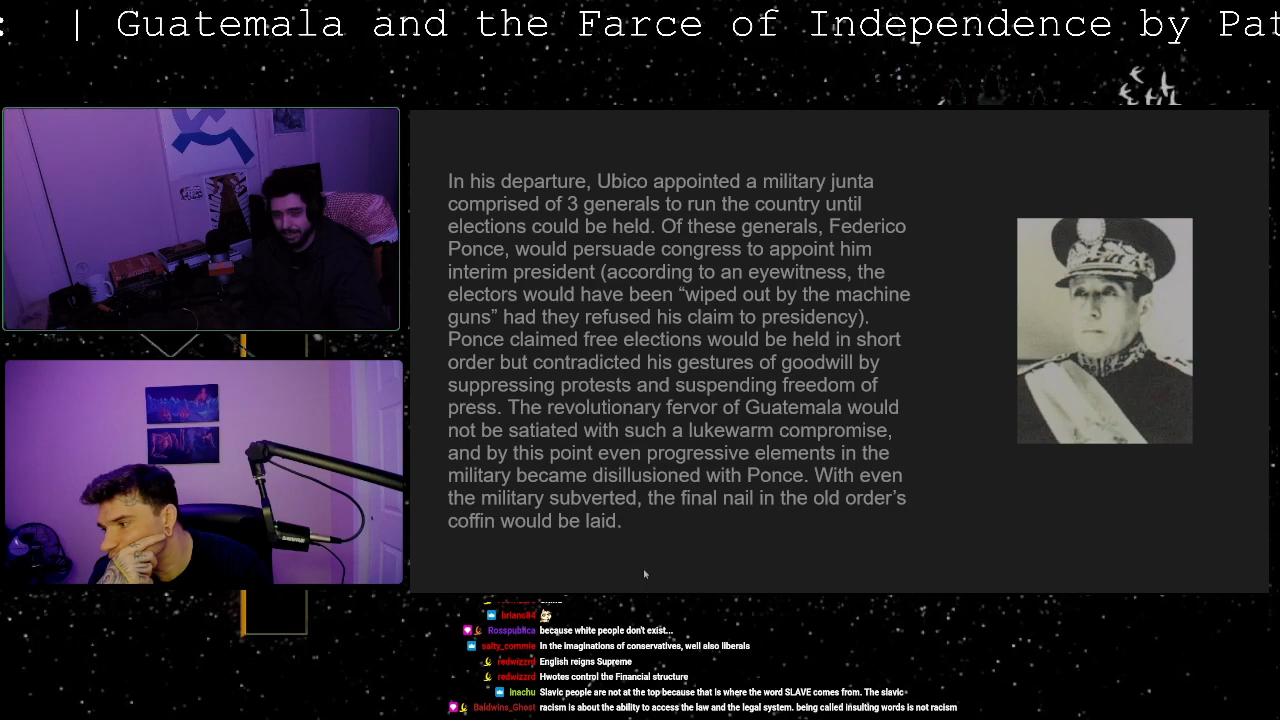 : | Guatemala and the Farce of Independence by Pat
In his departure, Ubico appointed a military junta
comprised of 3 generals to run the country until
elections could be held. Of these generals, Federico
Ponce, would persuade congress to appoint him
interim president (according to an eyewitness, the
electors would have been “wiped out by the machine
guns” had they refused his claim to presidency).
Ponce claimed free elections would be held in short
order but contradicted his gestures of goodwill by
suppressing protests and suspending freedom of
press. The revolutionary fervor of Guatemala would
not be satiated with such a lukewarm compromise,
and by this point even progressive elements in the
military became disillusioned with Ponce. With even
the military subverted, the final nail in the old order’s
coffin would be laid.
brianc84
Rosspublica because white people don't exist...
salty_commie In the imaginations of conservatives, well also liberals
redwizzrd English reigns Supreme
redwizzrd Hwotes control the Financial structure
inachu Slavic people are not at the top because that is where the word SLAVE comes from. The slavic
Baldwins_Ghost racism is about the ability to access the law and the legal system. being called insulting words is not racism